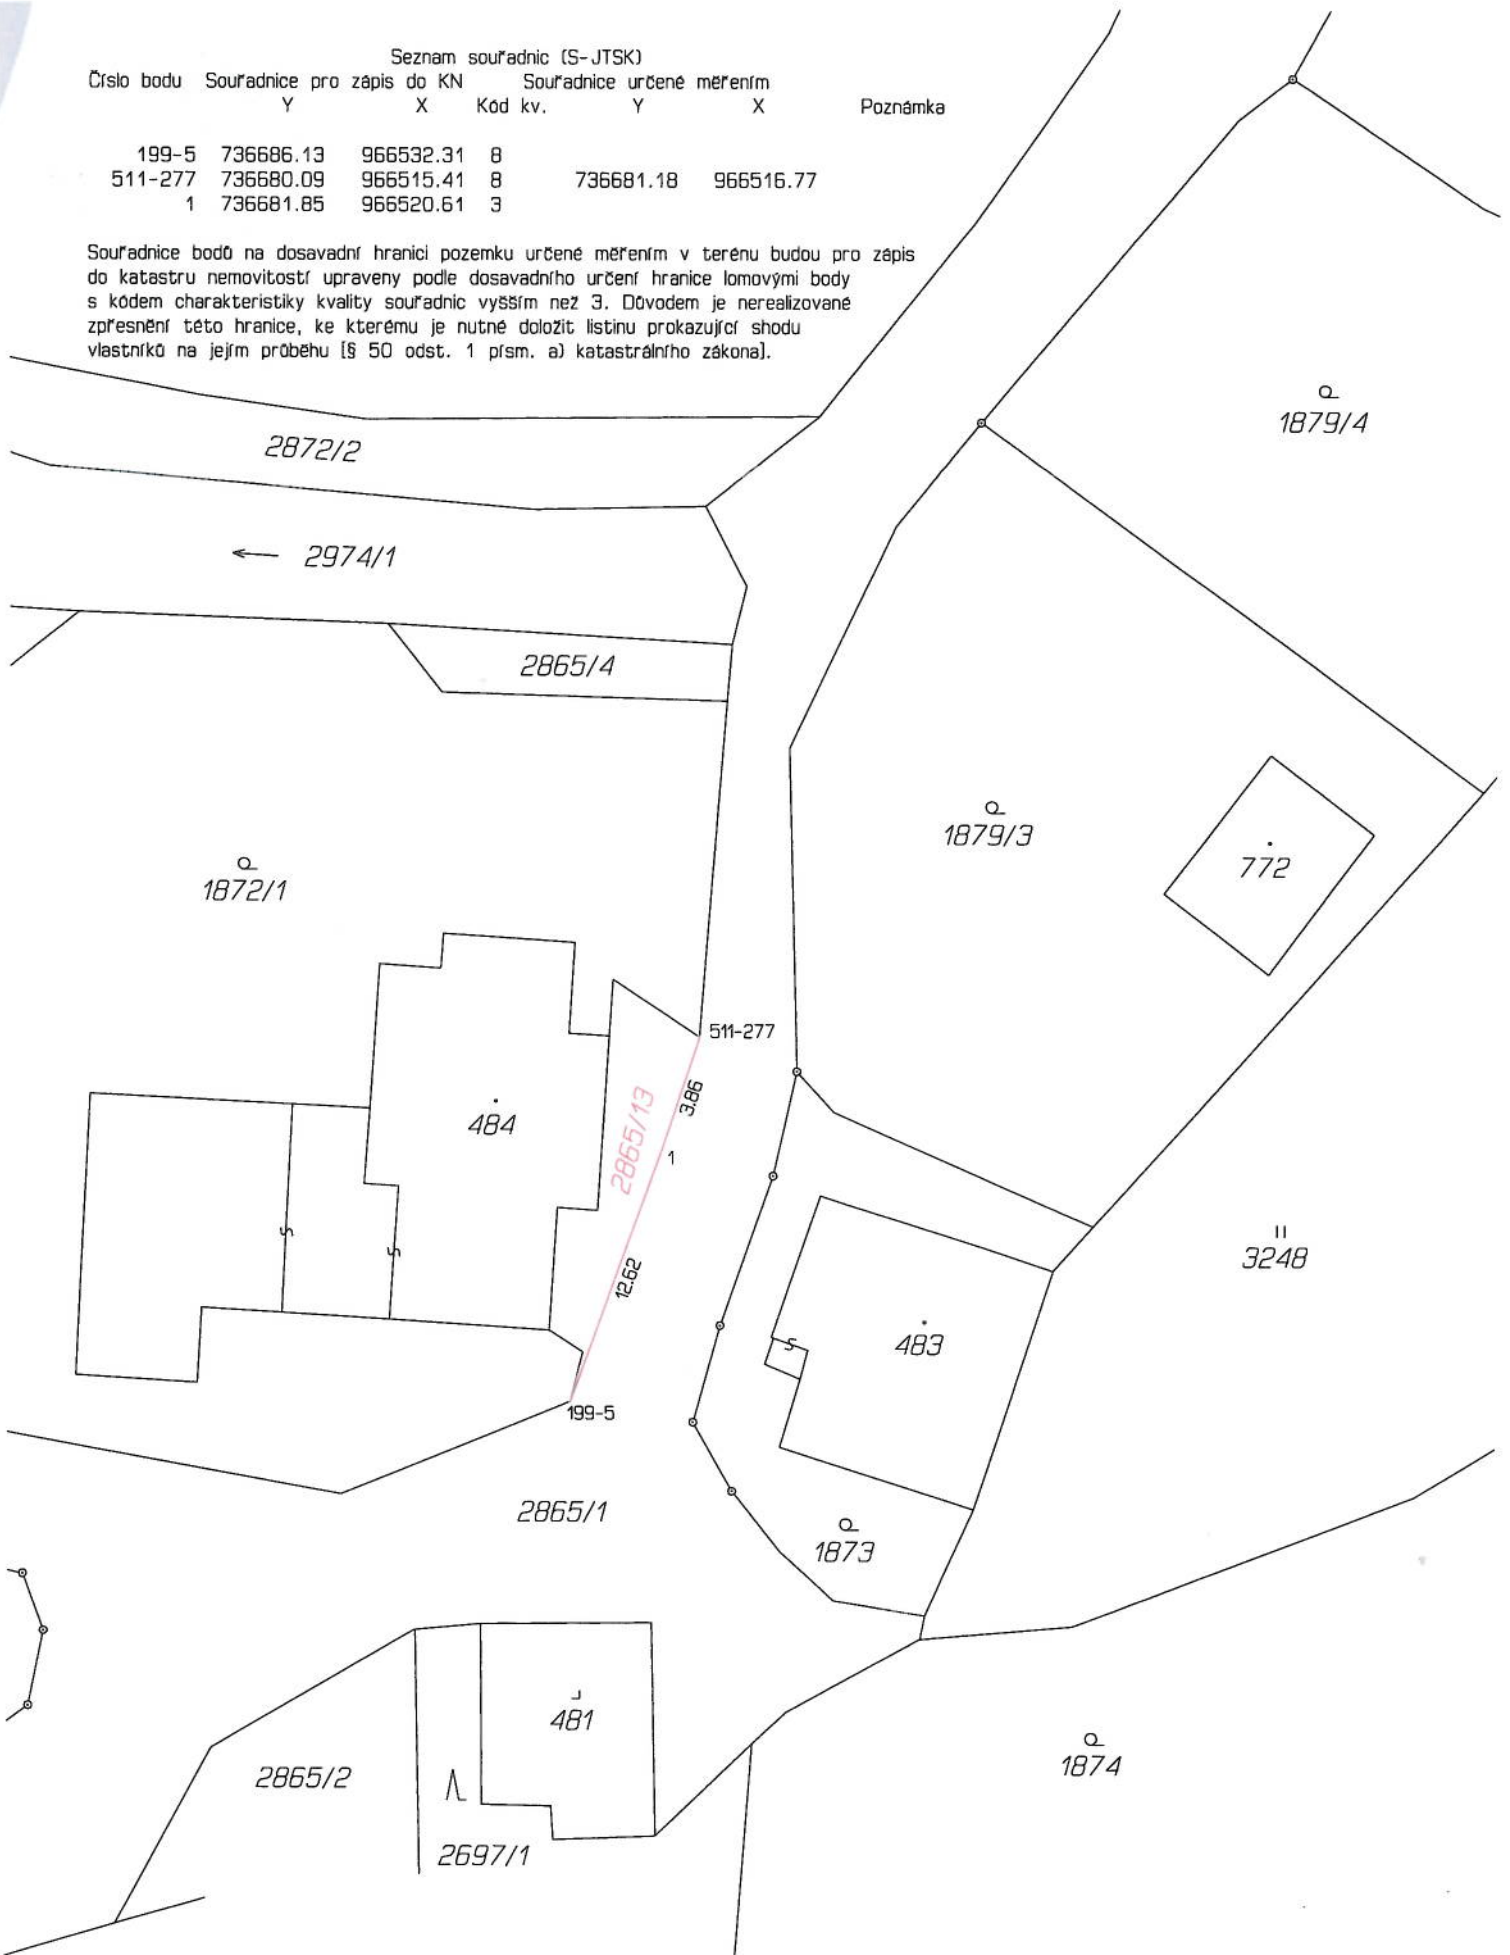 Seznam souřadnic (S-JTSK)
Číslo bodu Souřadnice pro zápis do KN Souřadnice určené měřením
Y X Kód kv. Y X Poznámka
199-5 736686.13 966532.31 8
511-277 736680.09 966515.41 8 736681.18 966516.77
1 736681.85 966520.61 3
Souřadnice bodů na dosavadní hranici pozemku určené měřením v terénu budou pro zápis
do katastru nemovitostí upraveny podle dosavadního určení hranice lomovými body
s kódem charakteristiky kvality souřadnic vyšším než 3. Důvodem je nerealizované
zpřesnění této hranice, ke kterému je nutné doložit listinu prokazující shodu
vlastníků na jejím průběhu [§ 50 odst. 1 písm. a) katastrálního zákona].
1879/4
2872/2
2974/1
2865/4
1879/3
772
1872/1
511-277
3.86
484
2865/13
1
3248
12.62
483
199-5
2865/1
1873
481
1874
2865/2
2697/1